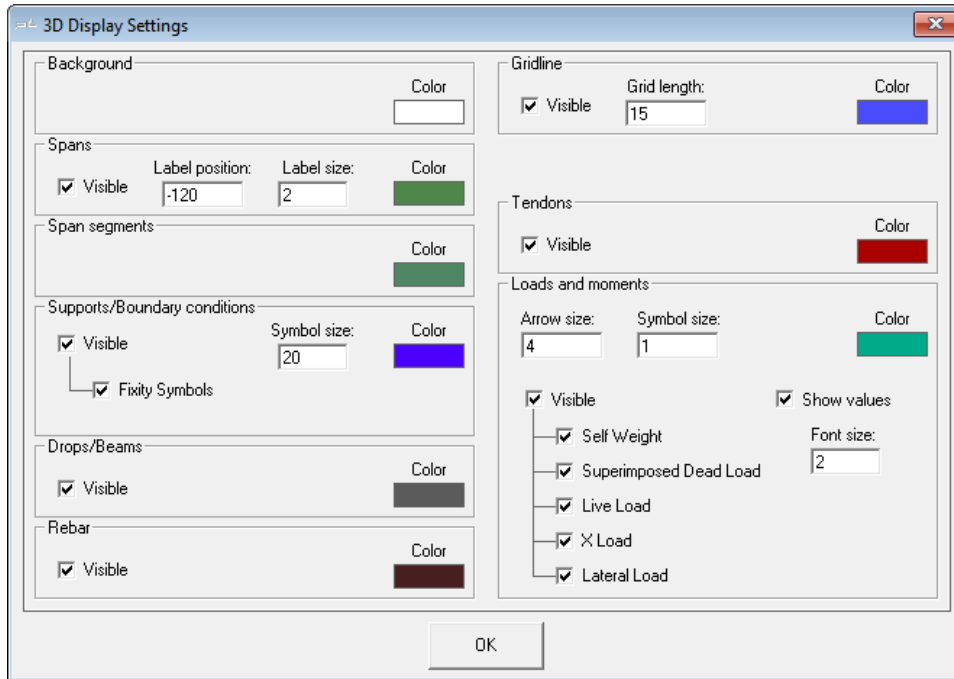 3D Display Settings
Background
Color
Spans
Visible
Label position:
-120
Label size:
2
Color
Span segments
Color
Supports/Boundary conditions
Visible
Symbol size:
20
Color
Fixity Symbols
Drops/Beams
Visible
Color
Rebar
Visible
Color
Gridline
Visible
Grid length:
15
Color
Tendons
Visible
Color
Loads and moments
Arrow size:
4
Symbol size:
1
Color
Visible
Show values
Self Weight
Font size:
2
Superimposed Dead Load
Live Load
X Load
Lateral Load
OK